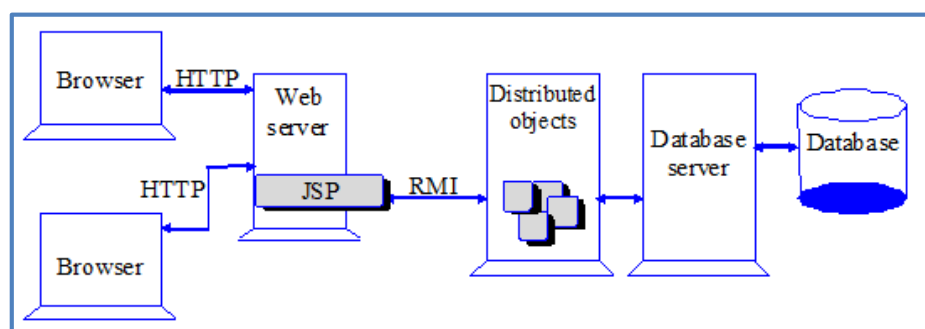 Browser
HTTP
Web
server
Distributed
objects
Database
server
Database
HTTP
JSP
RMI
Browser